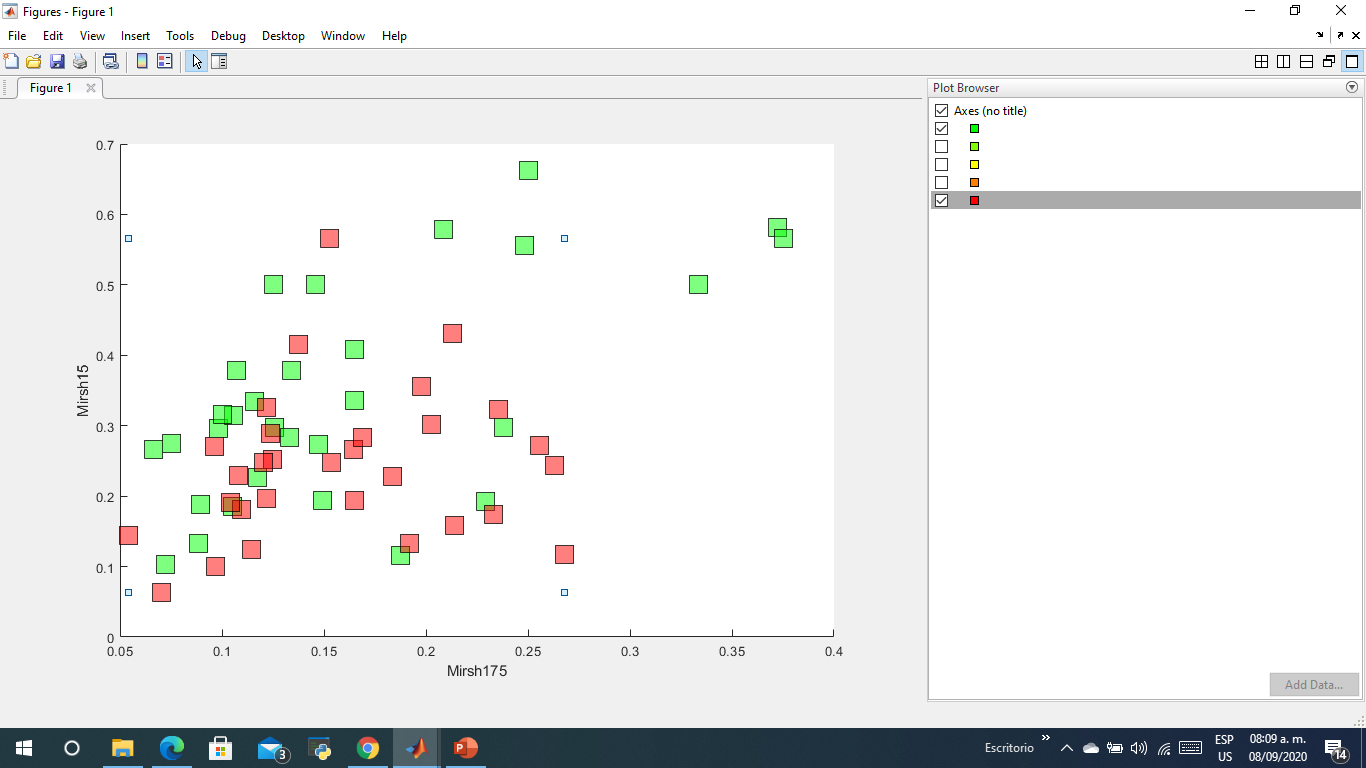 Figures - Figure 1
File Edit View Insert Tools Debug Desktop Window Help
Figure 1
Plot Browser
Axes (no title)
0.7
0.6
0.5
0.4
0.3
0.2
0.1
0
Mirsh15
0.05 0.1 0.15 0.2 0.25 0.3 0.35 0.4
Mirsh175
Add Data...
3
P
Escritorio
ESP
US
08:09 a. m.
08/09/2020
14